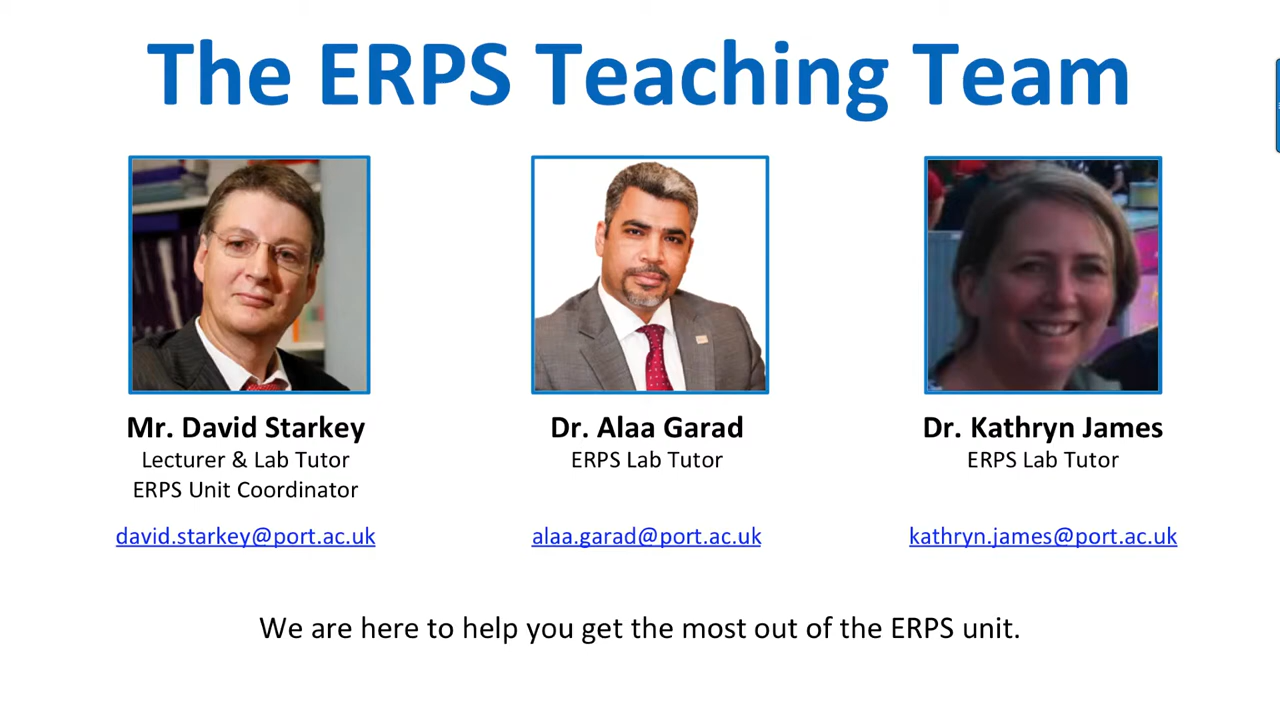 The ERPS Teaching Team
Mr. David Starkey
Lecturer & Lab Tutor
ERPS Unit Coordinator
david.starkey@port.ac.uk
Dr. Alaa Garad
ERPS Lab Tutor
alaa.garad@port.ac.uk
Dr. Kathryn James
ERPS Lab Tutor
kathryn.james@port.ac.uk
We are here to help you get the most out of the ERPS unit.